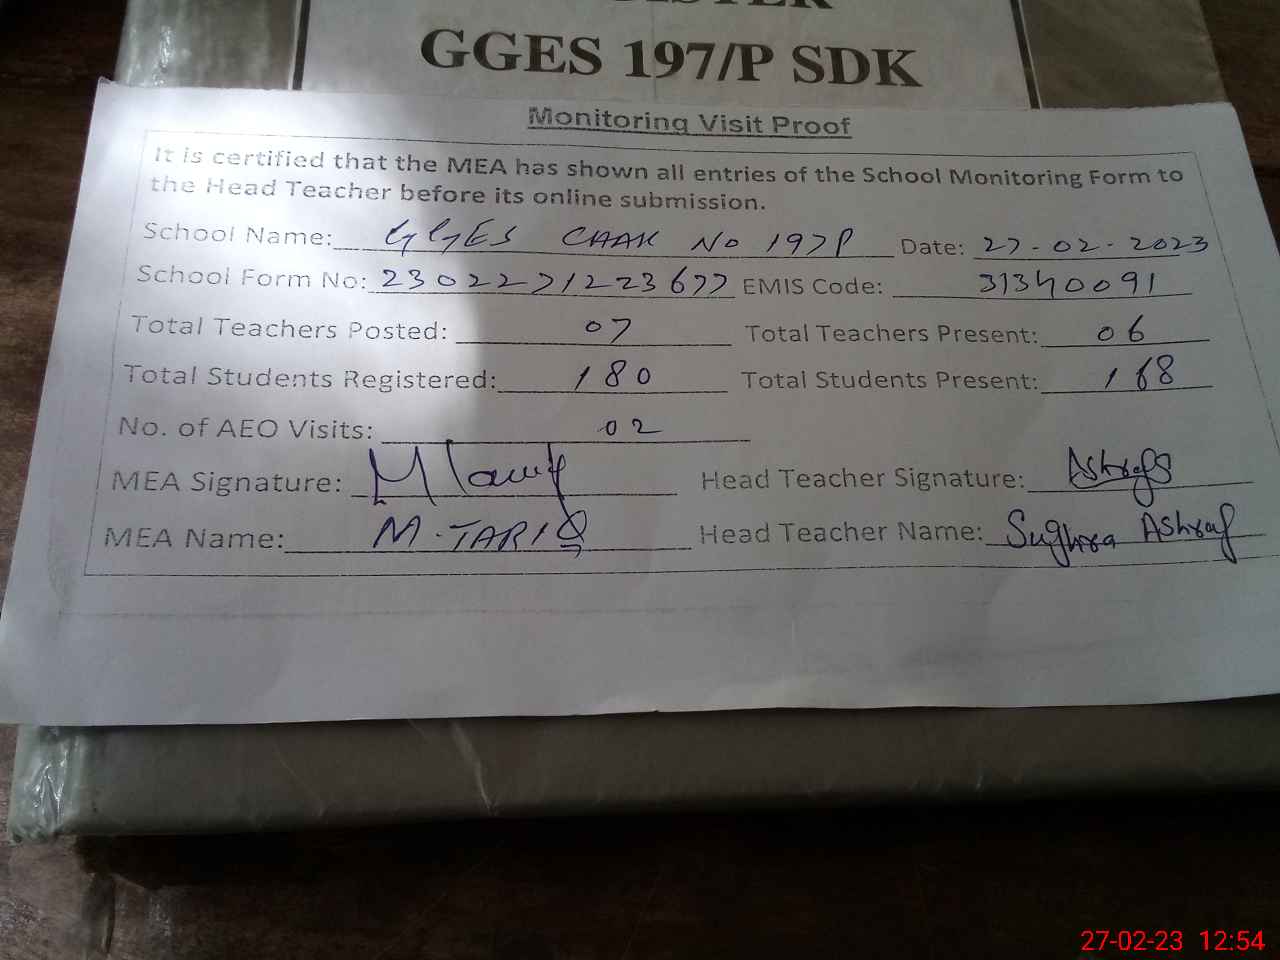 GGES 197/P SDK
Monitoring Visit Proof
It is certified that the MEA has shown all entries of the School Monitoring Form to
the Head Teacher before its online submission.
School Name: GGES CHAK NO 197P Date: 27-02-2023
School Form No: 23022271223677 EMIS Code: 31340091
Total Teachers Posted: 07 Total Teachers Present: 06
Total Students Registered: 180 Total Students Present: 168
No. of AEO Visits: 02
MEA Signature: Head Teacher Signature: Ashraf
MEA Name: M. TARIQ Head Teacher Name: Sughra Ashraf
27-02-23 12:54